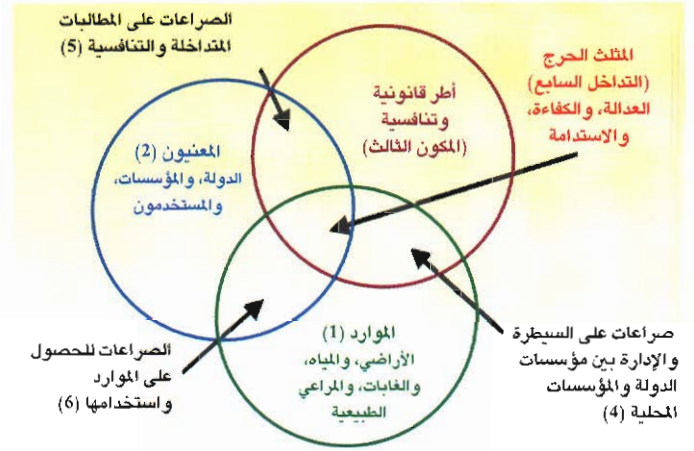 الصراعات على المطالبات
المتداخلة والتنافسية (5)
المثلث الحرج
(التداخل السابع)
العدالة، والكفاءة،
والاستدامة
أطر قانونية
وتنافسية
(المكون الثالث)
المعنيون (2)
الدولة، والمؤسسات،
والمستخدمون
الموارد (1)
الأراضي، والمياه،
والغابات، والمراعي
الطبيعية
صراعات على السيطرة
والإدارة بين مؤسسات
الدولة والمؤسسات
المحلية (4)
الصراعات للحصول
على الموارد
واستخدامها (6)